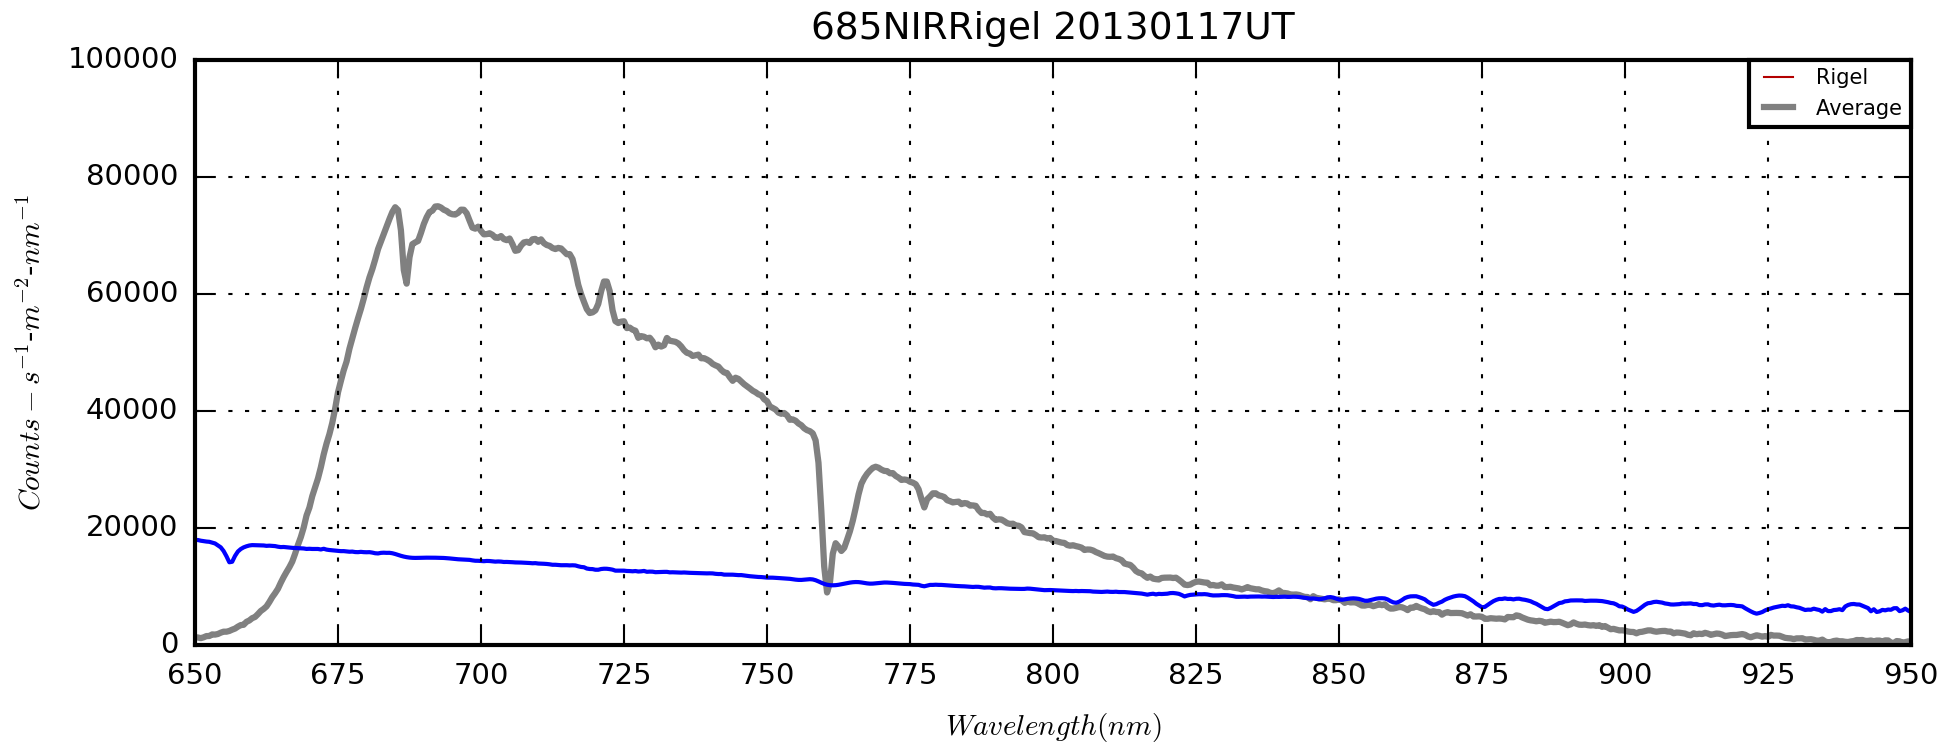 685NIRRigel 20130117UT
100000
80000
60000
40000
20000
0
Counts − s⁻¹-m⁻²-nm⁻¹
Rigel
Average
650 675 700 725 750 775 800 825 850 875 900 925 950
Wavelength(nm)